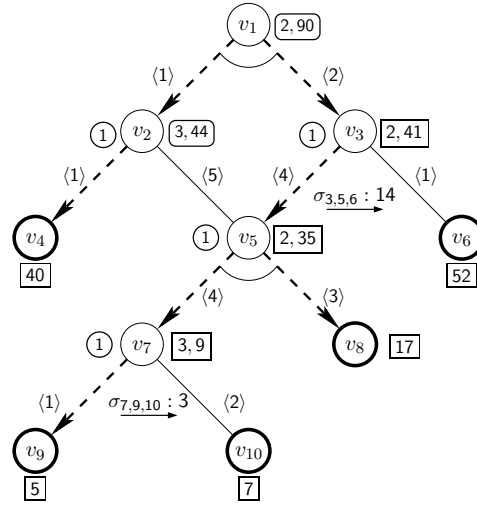 v₁ 2, 90
⟨1⟩ ⟨2⟩
1 v₂ 3, 44 1 v₃ 2, 41
⟨1⟩ ⟨5⟩ ⟨4⟩ ⟨1⟩
σ₃,₅,₆ : 14
v₄ 1 v₅ 2, 35 v₆
40 52
⟨4⟩ ⟨3⟩
1 v₇ 3, 9 v₈ 17
⟨1⟩ σ₇,₉,₁₀ : 3 ⟨2⟩
v₉ v₁₀
5 7